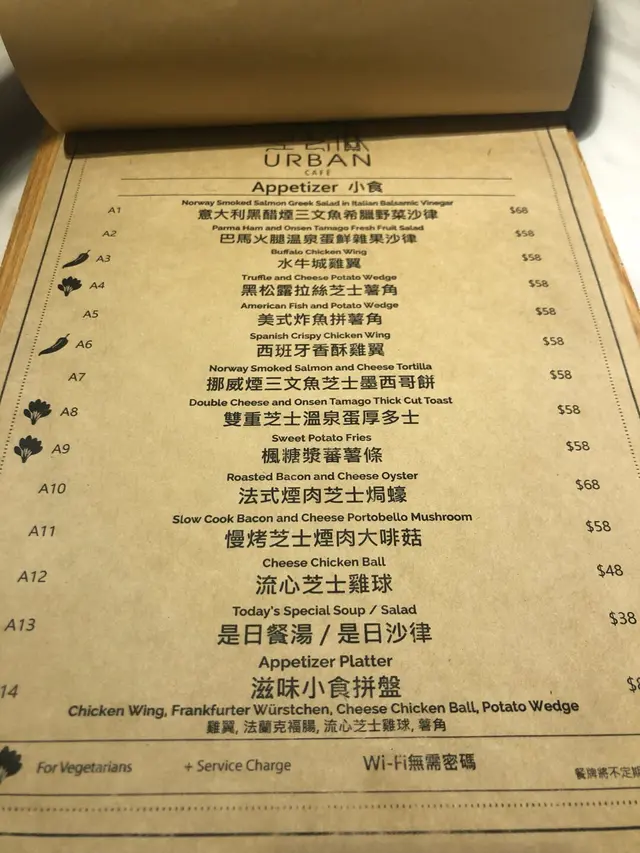 URBAN
CAFE
Appetizer 小食
Norway Smoked Salmon Greek Salad in Italian Balsamic Vinegar
A1 意大利黑醋煙三文魚希臘野菜沙律 $68
Parma Ham and Onsen Tamago Fresh Fruit Salad
A2 巴馬火腿溫泉蛋鮮雜果沙律 $58
Buffalo Chicken Wing
A3 水牛城雞翼 $58
Truffle and Cheese Potato Wedge
A4 黑松露拉絲芝士薯角 $58
American Fish and Potato Wedge
A5 美式炸魚拼薯角 $58
Spanish Crispy Chicken Wing
A6 西班牙香酥雞翼 $58
Norway Smoked Salmon and Cheese Tortilla
A7 挪威煙三文魚芝士墨西哥餅 $58
Double Cheese and Onsen Tamago Thick Cut Toast
A8 雙重芝士溫泉蛋厚多士 $58
Sweet Potato Fries
A9 楓糖漿蕃薯條 $58
Roasted Bacon and Cheese Oyster
A10 法式煙肉芝士焗蠔 $68
Slow Cook Bacon and Cheese Portobello Mushroom
A11 慢烤芝士煙肉大啡菇 $58
Cheese Chicken Ball
A12 流心芝士雞球 $48
Today's Special Soup / Salad
A13 是日餐湯 / 是日沙律 $38
Appetizer Platter
14 滋味小食拼盤
Chicken Wing, Frankfurter Würstchen, Cheese Chicken Ball, Potato Wedge
雞翼, 法蘭克福腸, 流心芝士雞球, 薯角
For Vegetarians + Service Charge Wi-Fi無需密碼 餐牌將不定期